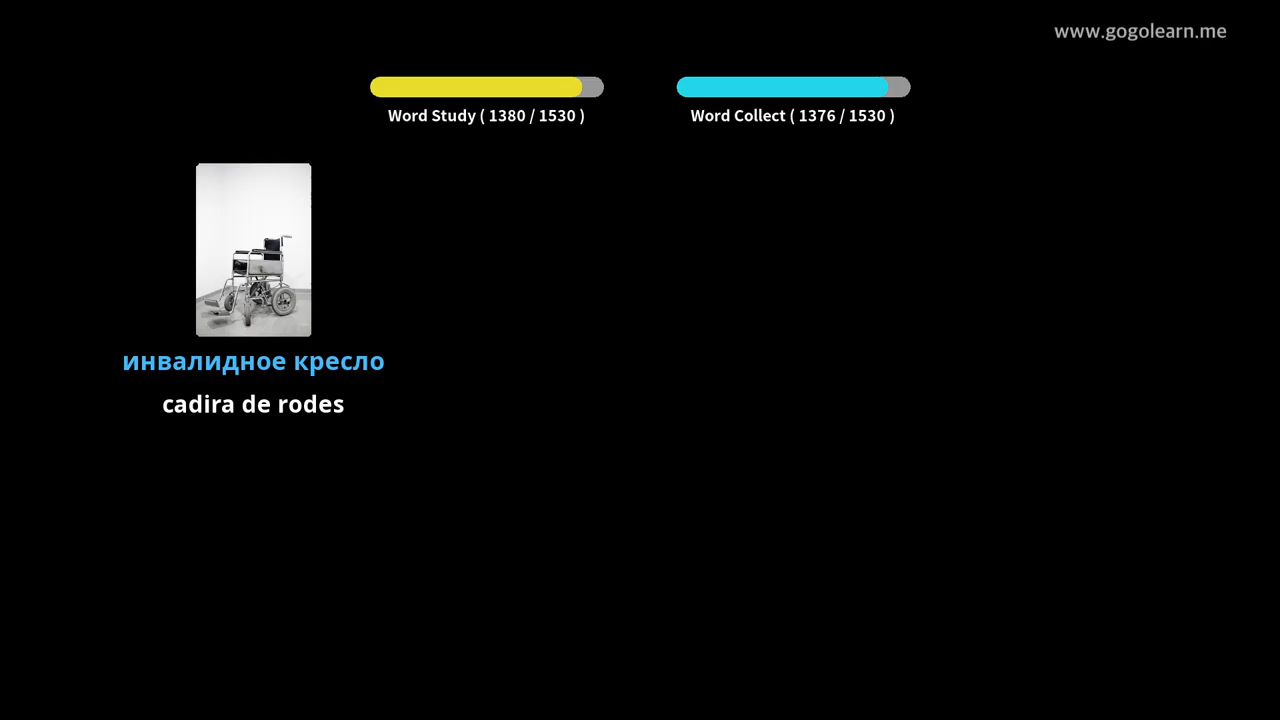 www.gogolearn.me
Word Study ( 1380 / 1530 )
Word Collect ( 1376 / 1530 )
инвалидное кресло
cadira de rodes